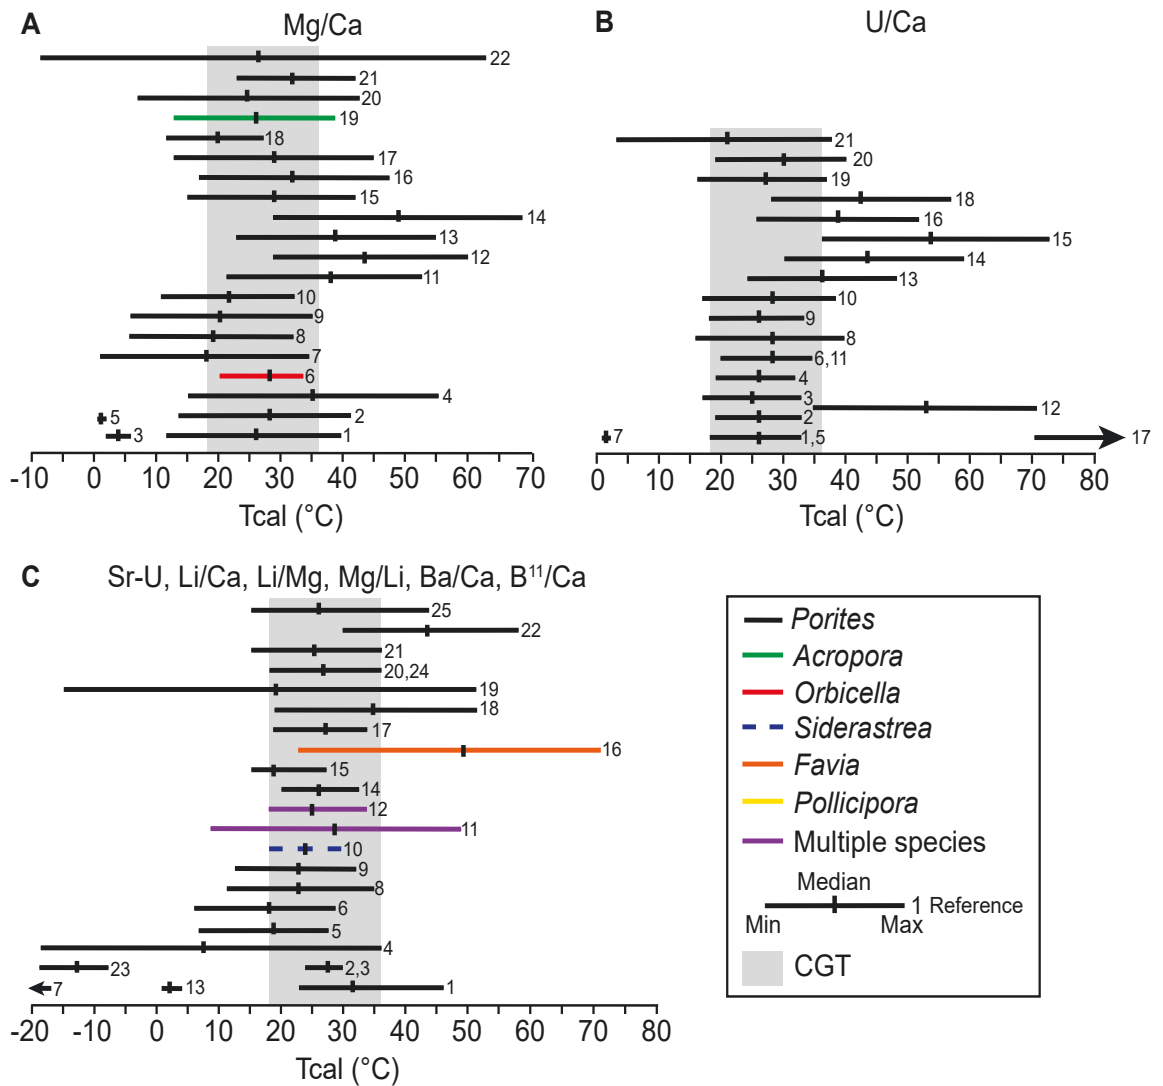 A
Mg/Ca
22
21
20
19
18
17
16
15
14
13
12
11
10
9
8
7
6
4
5
2
3
1
-10 0 10 20 30 40 50 60 70
Tcal (°C)
B
U/Ca
21
20
19
18
16
15
14
13
10
9
8
6,11
4
3
12
2
7
1,5
17
0 10 20 30 40 50 60 70 80
Tcal (°C)
C
Sr-U, Li/Ca, Li/Mg, Mg/Li, Ba/Ca, B¹¹/Ca
25
22
21
20,24
19
18
17
16
15
14
12
11
10
9
8
6
5
4
23
2,3
7
13
1
-20 -10 0 10 20 30 40 50 60 70 80
Tcal (°C)
Porites
Acropora
Orbicella
Siderastrea
Favia
Pollicipora
Multiple species
Median
1 Reference
Min Max
CGT